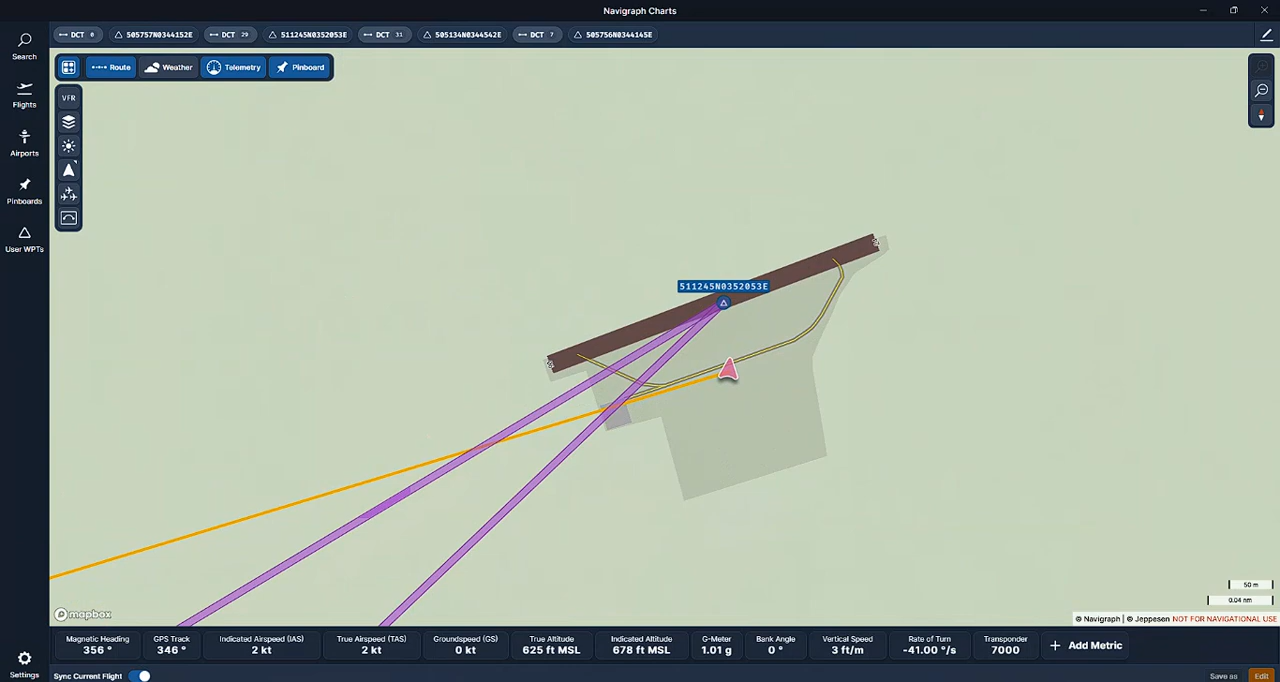 Navigraph Charts
DCT 0 505757N0344152E DCT 29 511245N0352053E DCT 31 505134N0344542E DCT 7 505756N0344145E
Search
Flights
Airports
Pinboards
User WPTs
Settings
Route Weather Telemetry Pinboard
VFR
511245N0352053E
mapbox
50 m
0.04 nm
© Navigraph | © Jeppesen NOT FOR NAVIGATIONAL USE
Magnetic Heading
356 °
GPS Track
346 °
Indicated Airspeed (IAS)
2 kt
True Airspeed (TAS)
2 kt
Groundspeed (GS)
0 kt
True Altitude
625 ft MSL
Indicated Altitude
678 ft MSL
G-Meter
1.01 g
Bank Angle
0 °
Vertical Speed
3 ft/m
Rate of Turn
-41.00 °/s
Transponder
7000
+ Add Metric
Sync Current Flight
Save as
Edit